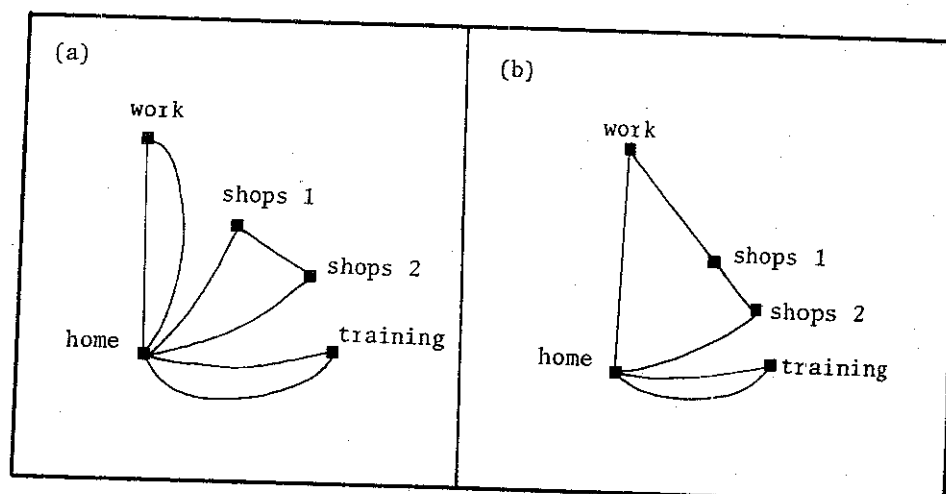 (a)
work
shops 1
shops 2
home
training
(b)
work
shops 1
shops 2
home
training